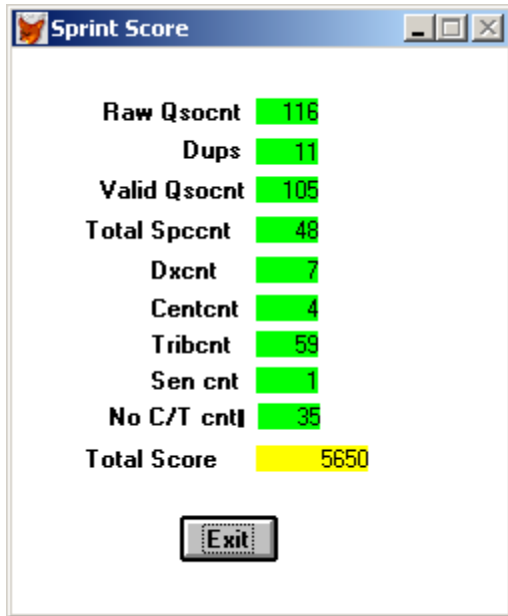 Sprint Score
Raw Qsocnt 116
Dups 11
Valid Qsocnt 105
Total Spccnt 48
Dxcnt 7
Centcnt 4
Tribcnt 59
Sen cnt 1
No C/T cnt 35
Total Score 5650
Exit